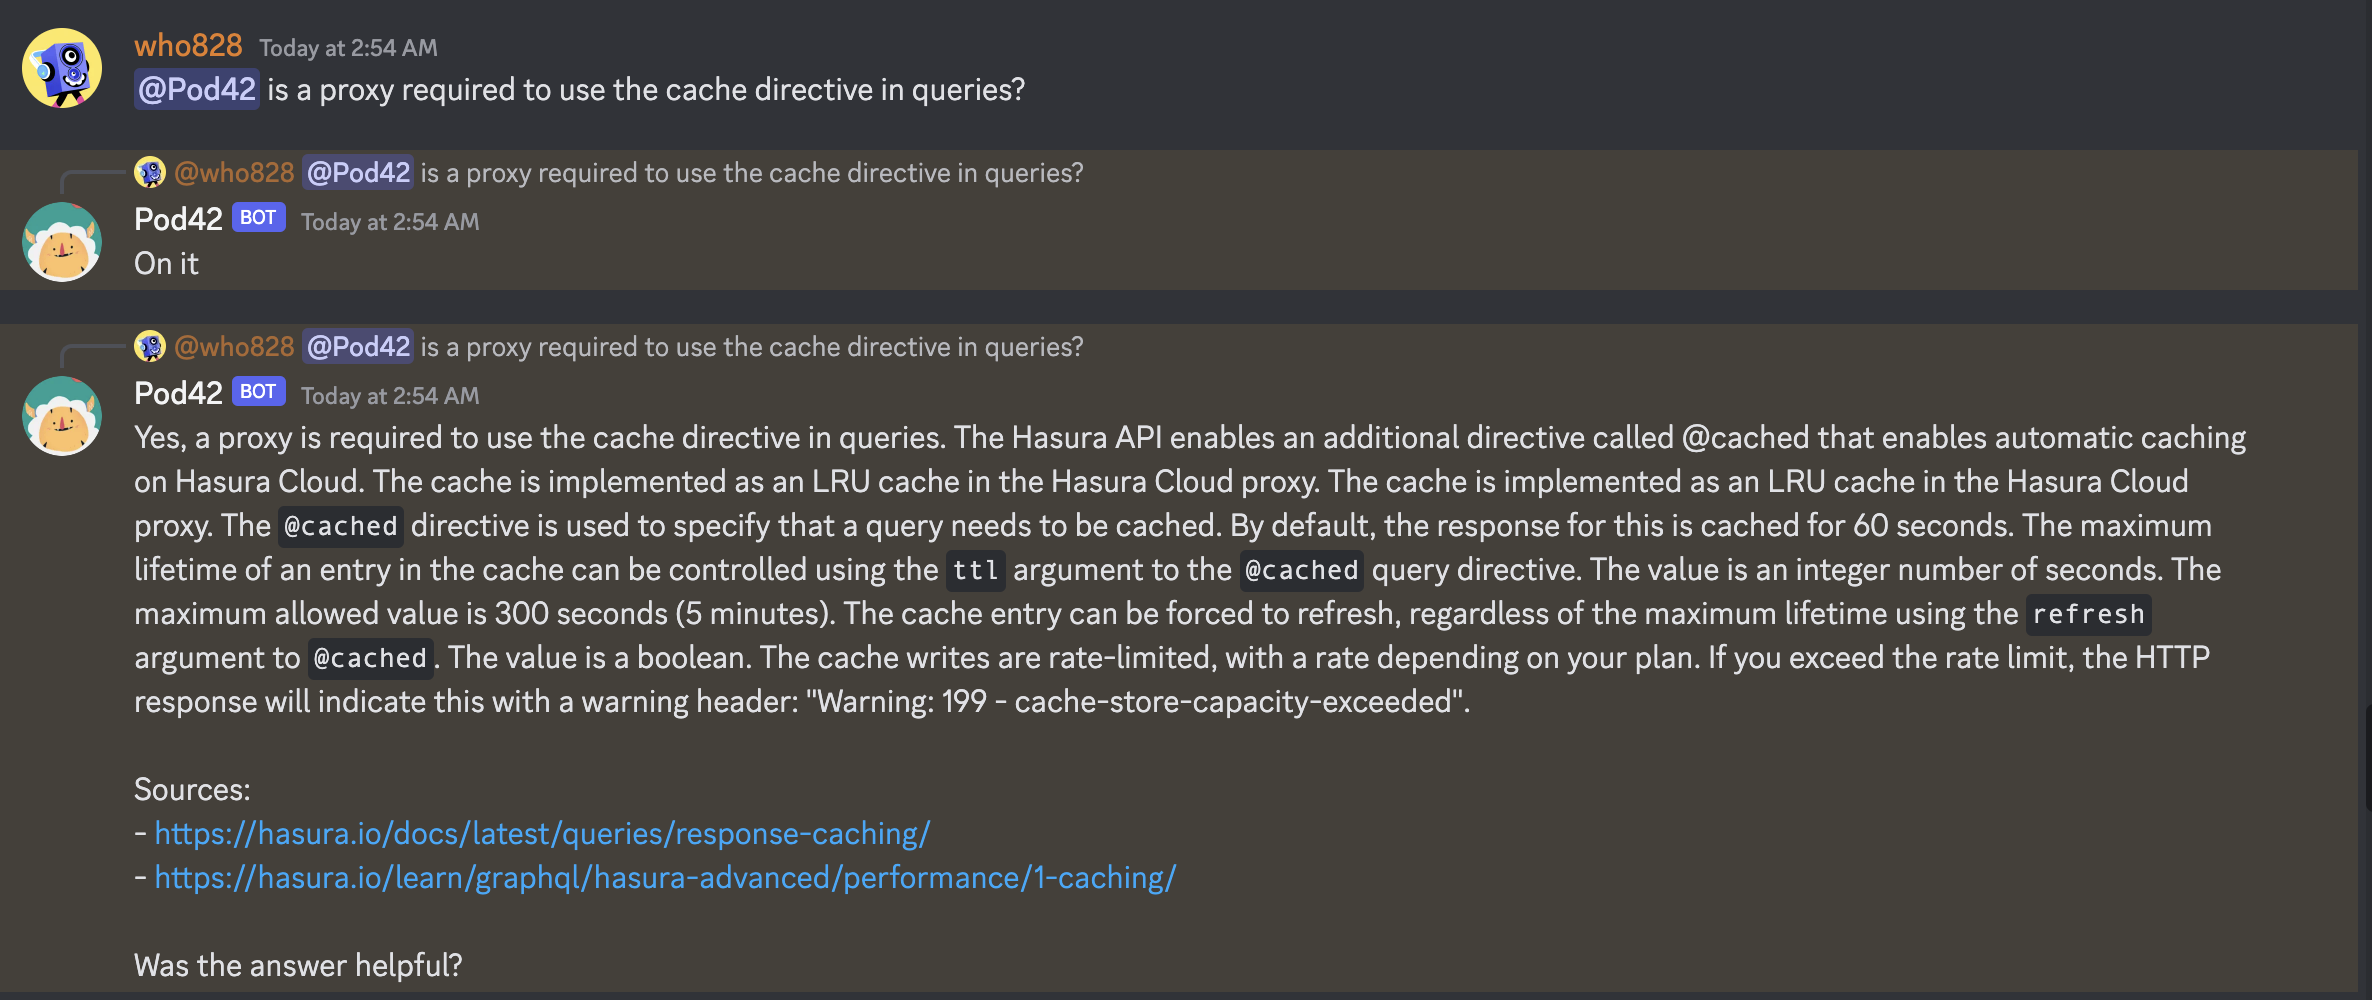 who828 Today at 2:54 AM
@Pod42 is a proxy required to use the cache directive in queries?
@who828 @Pod42 is a proxy required to use the cache directive in queries?
Pod42 BOT Today at 2:54 AM
On it
@who828 @Pod42 is a proxy required to use the cache directive in queries?
Pod42 BOT Today at 2:54 AM
Yes, a proxy is required to use the cache directive in queries. The Hasura API enables an additional directive called @cached that enables automatic caching
on Hasura Cloud. The cache is implemented as an LRU cache in the Hasura Cloud proxy. The cache is implemented as an LRU cache in the Hasura Cloud
proxy. The @cached directive is used to specify that a query needs to be cached. By default, the response for this is cached for 60 seconds. The maximum
lifetime of an entry in the cache can be controlled using the ttl argument to the @cached query directive. The value is an integer number of seconds. The
maximum allowed value is 300 seconds (5 minutes). The cache entry can be forced to refresh, regardless of the maximum lifetime using the refresh
argument to @cached. The value is a boolean. The cache writes are rate-limited, with a rate depending on your plan. If you exceed the rate limit, the HTTP
response will indicate this with a warning header: "Warning: 199 - cache-store-capacity-exceeded".
Sources:
- https://hasura.io/docs/latest/queries/response-caching/
- https://hasura.io/learn/graphql/hasura-advanced/performance/1-caching/
Was the answer helpful?